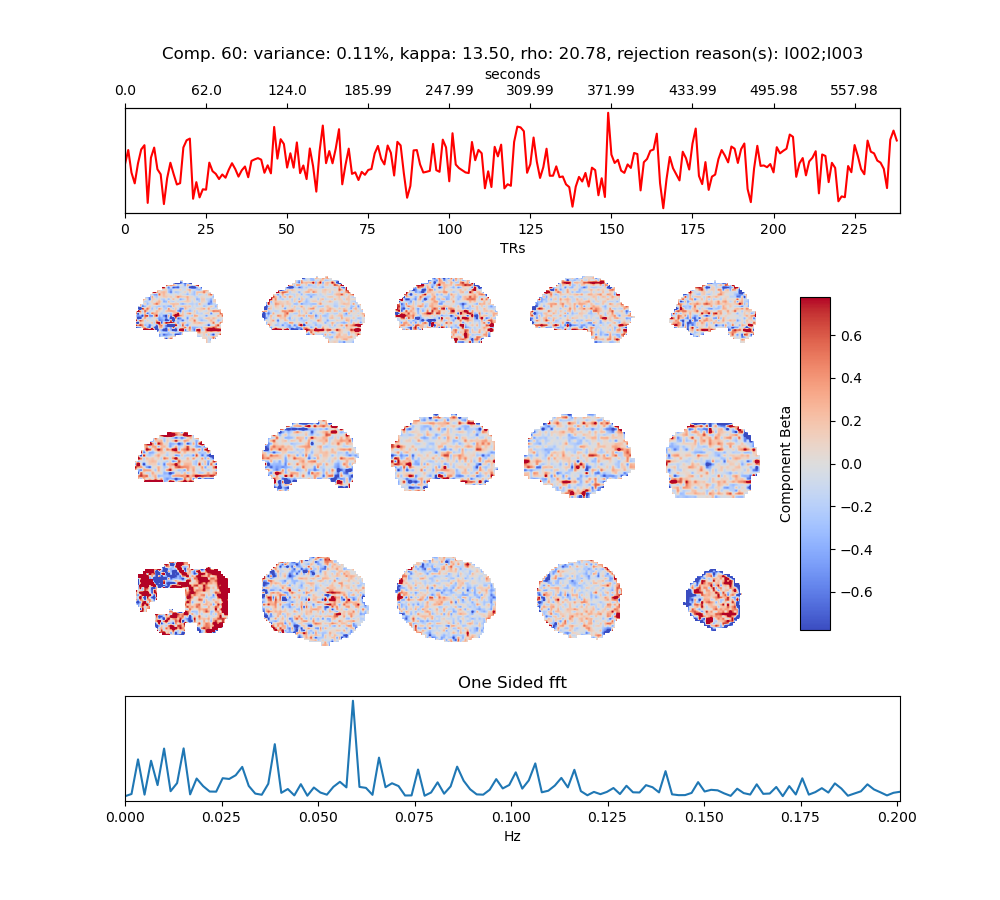 Comp. 60: variance: 0.11%, kappa: 13.50, rho: 20.78, rejection reason(s): I002;I003
seconds
0.0 62.0 124.0 185.99 247.99 309.99 371.99 433.99 495.98 557.98
0 25 50 75 100 125 150 175 200 225
TRs
0.6
0.4
0.2
0.0
−0.2
−0.4
−0.6
Component Beta
One Sided fft
0.000 0.025 0.050 0.075 0.100 0.125 0.150 0.175 0.200
Hz